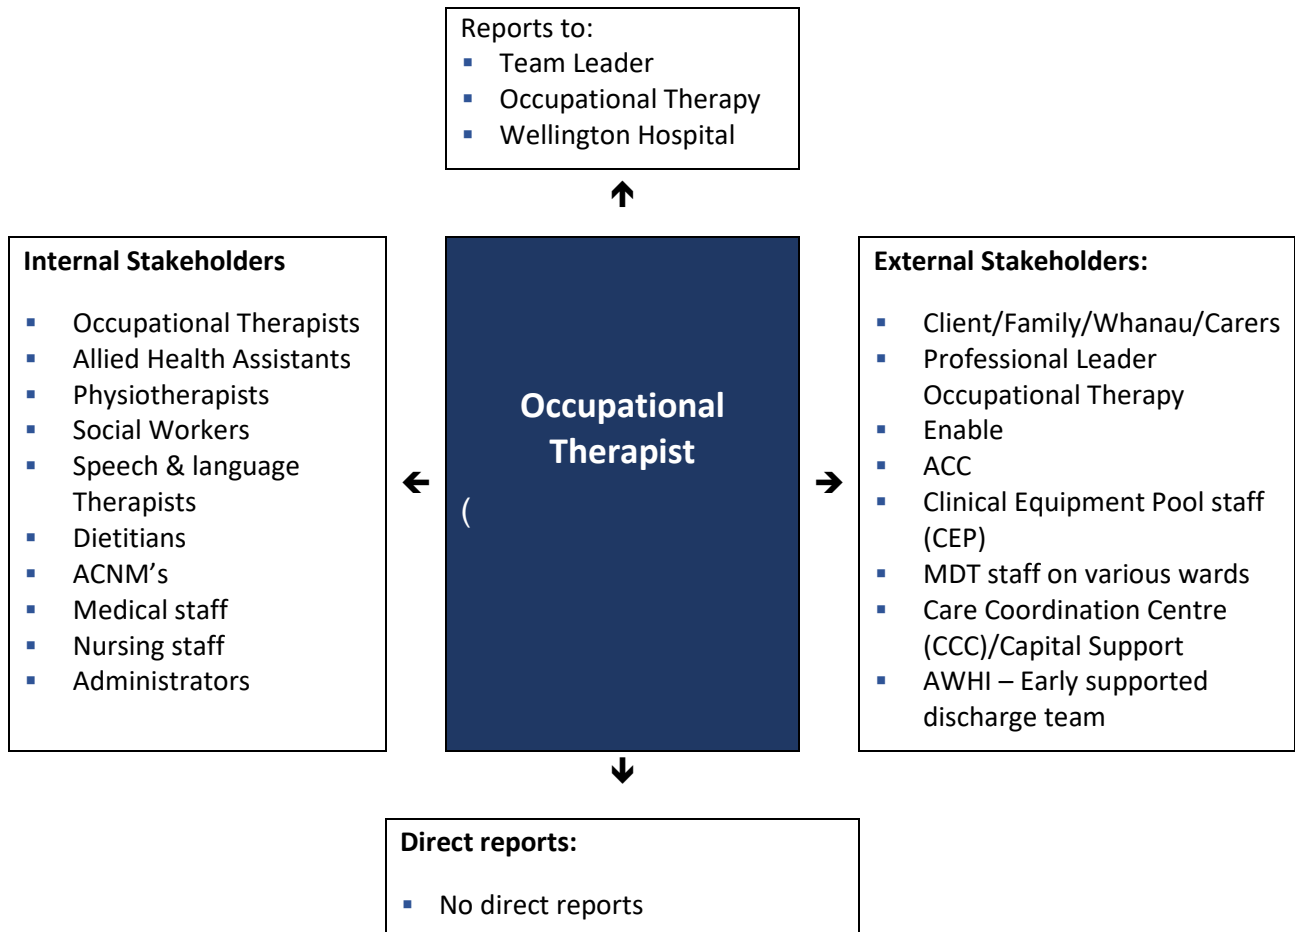 Reports to:
▪ Team Leader
▪ Occupational Therapy
▪ Wellington Hospital
🡩
Internal Stakeholders
▪ Occupational Therapists
▪ Allied Health Assistants
▪ Physiotherapists
▪ Social Workers
▪ Speech & language
Therapists
▪ Dietitians
▪ ACNM’s
▪ Medical staff
▪ Nursing staff
▪ Administrators
🡨
Occupational
Therapist
(
🡪
External Stakeholders:
▪ Client/Family/Whanau/Carers
▪ Professional Leader
Occupational Therapy
▪ Enable
▪ ACC
▪ Clinical Equipment Pool staff
(CEP)
▪ MDT staff on various wards
▪ Care Coordination Centre
(CCC)/Capital Support
▪ AWHI – Early supported
discharge team
🡫
Direct reports:
▪ No direct reports